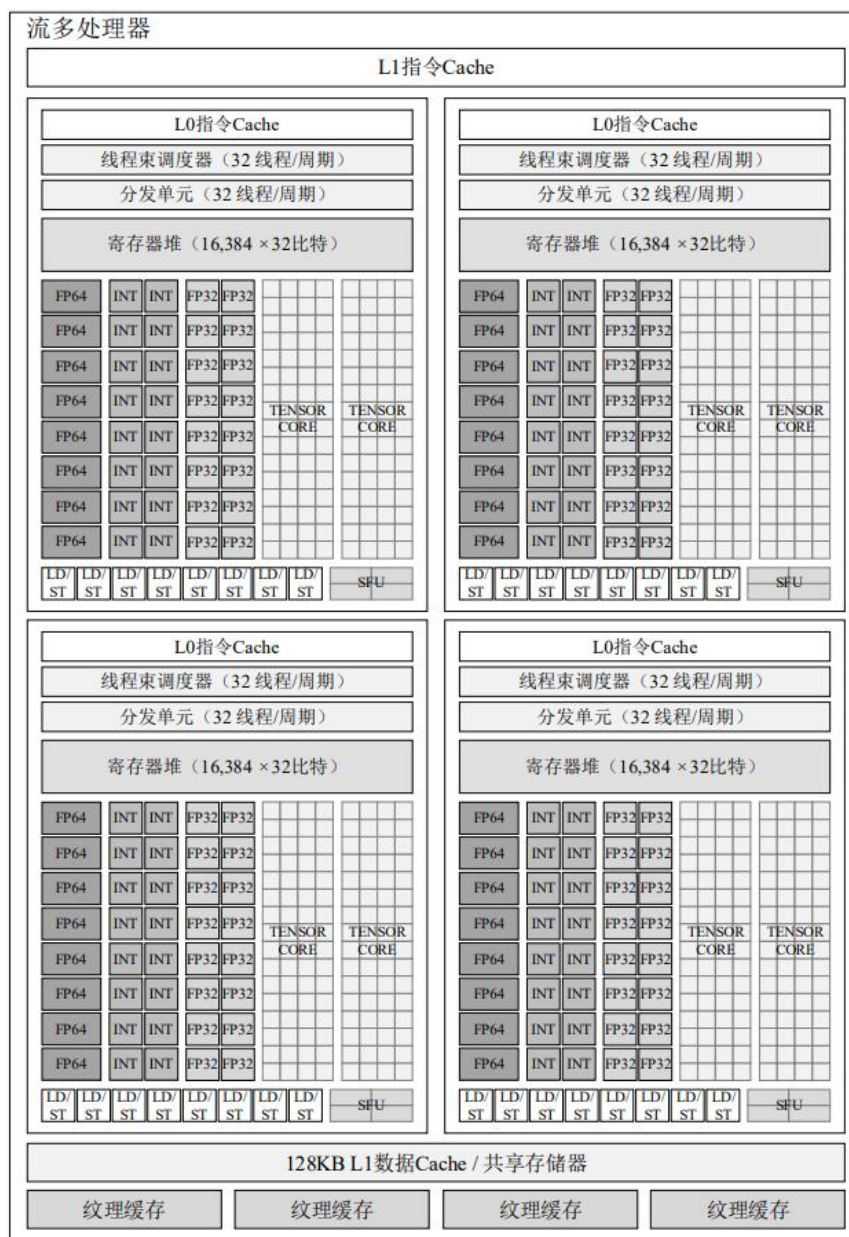 流多处理器
L1指令Cache
L0指令Cache
线程束调度器（32 线程/周期）
分发单元（32 线程/周期）
寄存器堆（16,384 ×32比特）
FP64 INT INT FP32 FP32
FP64 INT INT FP32 FP32
FP64 INT INT FP32 FP32
FP64 INT INT FP32 FP32 TENSOR CORE TENSOR CORE
FP64 INT INT FP32 FP32
FP64 INT INT FP32 FP32
FP64 INT INT FP32 FP32
FP64 INT INT FP32 FP32
LD/ST LD/ST LD/ST LD/ST LD/ST LD/ST LD/ST LD/ST SFU
L0指令Cache
线程束调度器（32 线程/周期）
分发单元（32 线程/周期）
寄存器堆（16,384 ×32比特）
FP64 INT INT FP32 FP32
FP64 INT INT FP32 FP32
FP64 INT INT FP32 FP32
FP64 INT INT FP32 FP32 TENSOR CORE TENSOR CORE
FP64 INT INT FP32 FP32
FP64 INT INT FP32 FP32
FP64 INT INT FP32 FP32
FP64 INT INT FP32 FP32
LD/ST LD/ST LD/ST LD/ST LD/ST LD/ST LD/ST LD/ST SFU
L0指令Cache
线程束调度器（32 线程/周期）
分发单元（32 线程/周期）
寄存器堆（16,384 ×32比特）
FP64 INT INT FP32 FP32
FP64 INT INT FP32 FP32
FP64 INT INT FP32 FP32
FP64 INT INT FP32 FP32 TENSOR CORE TENSOR CORE
FP64 INT INT FP32 FP32
FP64 INT INT FP32 FP32
FP64 INT INT FP32 FP32
FP64 INT INT FP32 FP32
LD/ST LD/ST LD/ST LD/ST LD/ST LD/ST LD/ST LD/ST SFU
L0指令Cache
线程束调度器（32 线程/周期）
分发单元（32 线程/周期）
寄存器堆（16,384 ×32比特）
FP64 INT INT FP32 FP32
FP64 INT INT FP32 FP32
FP64 INT INT FP32 FP32
FP64 INT INT FP32 FP32 TENSOR CORE TENSOR CORE
FP64 INT INT FP32 FP32
FP64 INT INT FP32 FP32
FP64 INT INT FP32 FP32
FP64 INT INT FP32 FP32
LD/ST LD/ST LD/ST LD/ST LD/ST LD/ST LD/ST LD/ST SFU
128KB L1数据Cache / 共享存储器
纹理缓存 纹理缓存 纹理缓存 纹理缓存